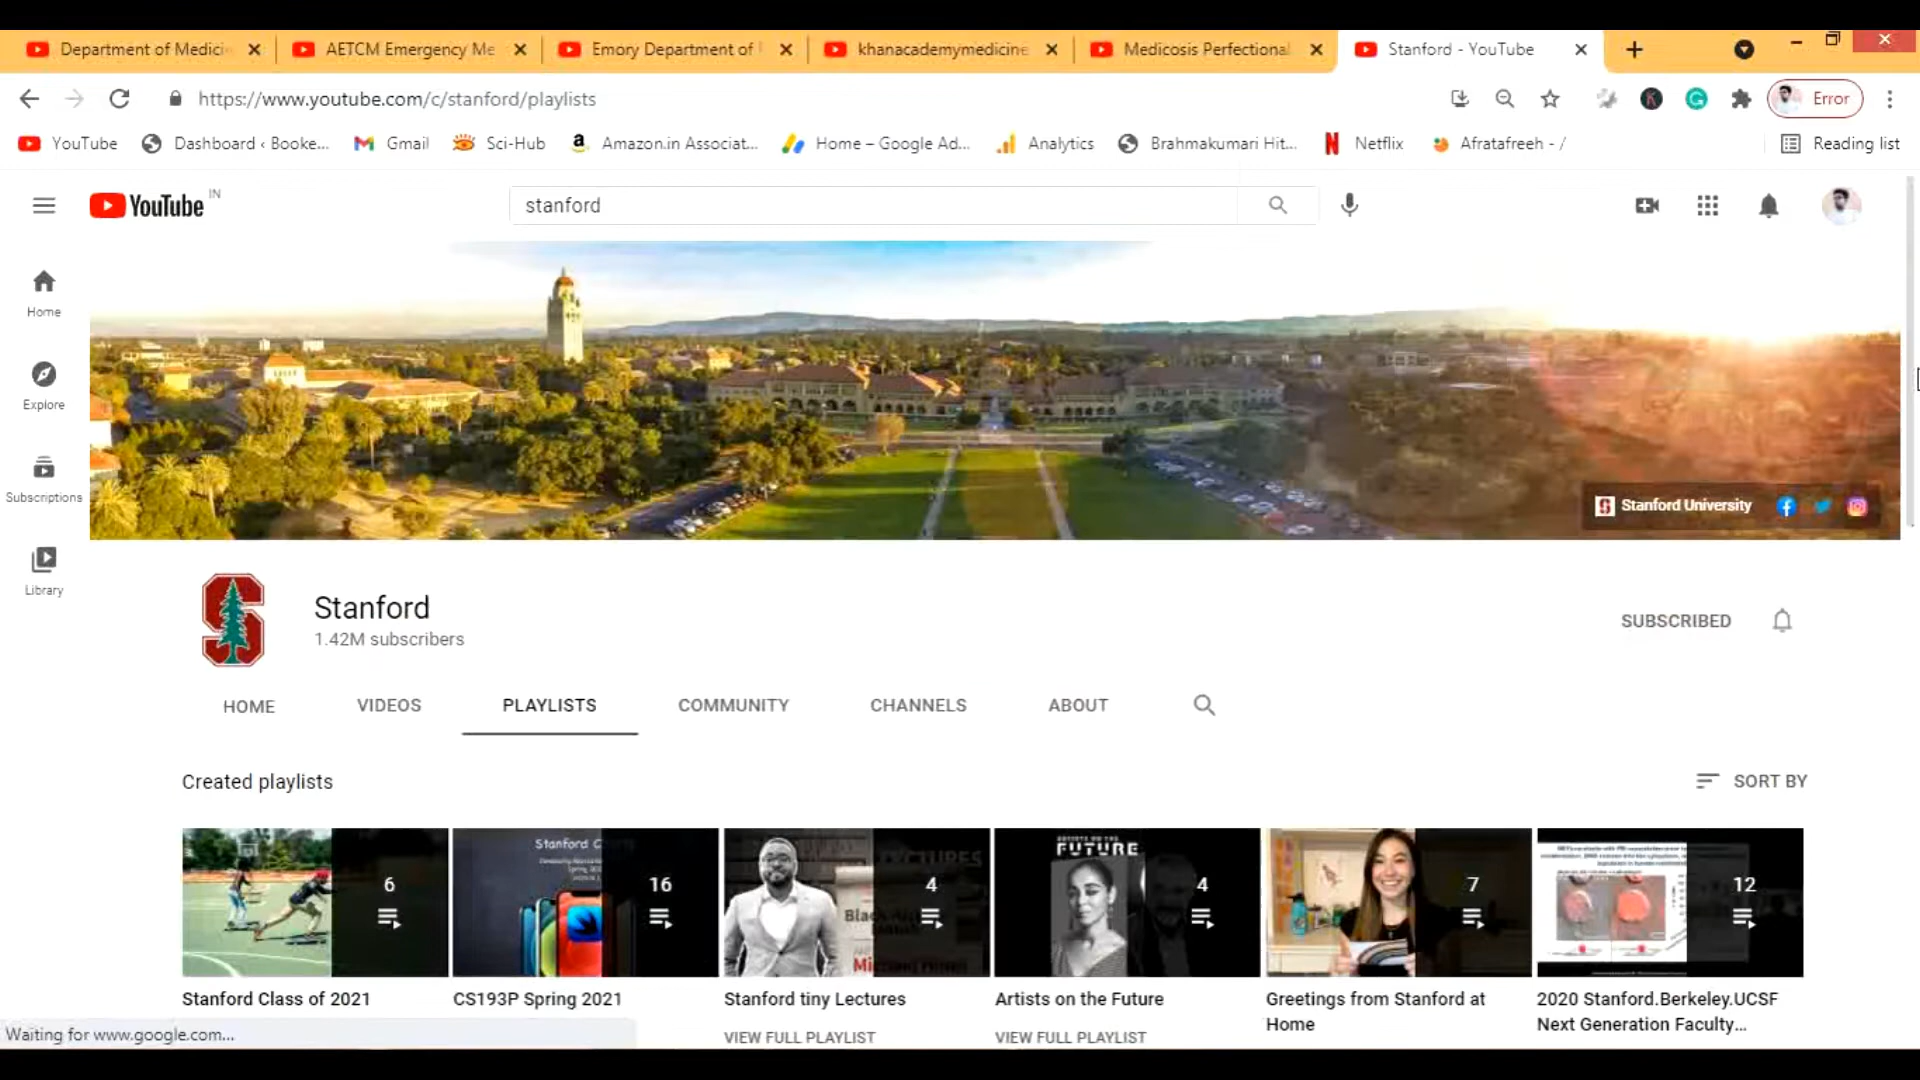 Department of Medici
AETCM Emergency Me
Emory Department of
khanacademymedicine
Medicosis Perfectional
Stanford - YouTube
https://www.youtube.com/c/stanford/playlists
Error
YouTube
Dashboard ‹ Booke...
Gmail
Sci-Hub
Amazon.in Associat...
Home – Google Ad...
Analytics
Brahmakumari Hit...
Netflix
Afratafreeh - /
Reading list
YouTube IN
stanford
Home
Explore
Subscriptions
Library
Stanford University
Stanford
1.42M subscribers
SUBSCRIBED
HOME
VIDEOS
PLAYLISTS
COMMUNITY
CHANNELS
ABOUT
Created playlists
SORT BY
6
Stanford C
16
4
FUTURE
4
7
12
Stanford Class of 2021
CS193P Spring 2021
Stanford tiny Lectures
VIEW FULL PLAYLIST
Artists on the Future
VIEW FULL PLAYLIST
Greetings from Stanford at
Home
2020 Stanford.Berkeley.UCSF
Next Generation Faculty...
Waiting for www.google.com...